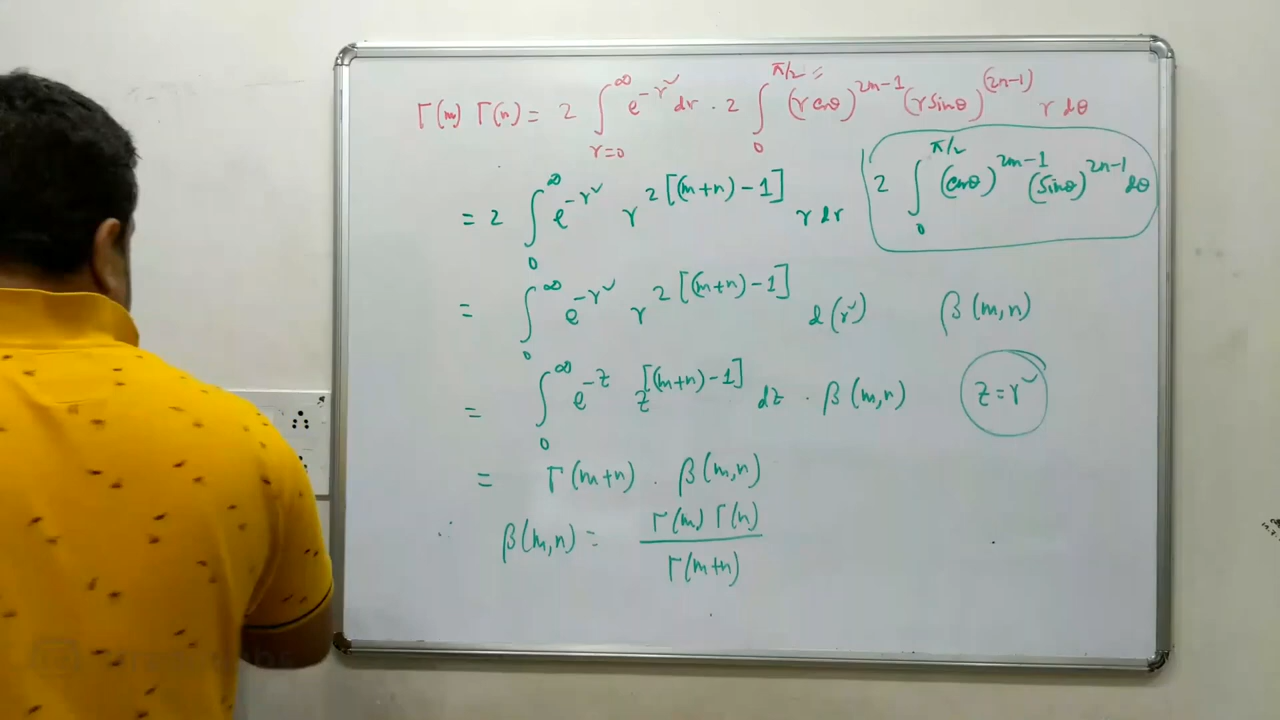 Γ(m) Γ(n) = 2 ∫_{r=0}^{∞} e^{-r²} dr · 2 ∫_{0}^{π/2} (r cosθ)^{2m-1} (r sinθ)^{(2n-1)} r dθ
= 2 ∫_{0}^{∞} e^{-r²} r^{2[(m+n)-1]} r dr 2 ∫_{0}^{π/2} (cosθ)^{2m-1} (sinθ)^{2n-1} dθ
= ∫_{0}^{∞} e^{-r²} r^{2[(m+n)-1]} d(r²) β(m,n)
= ∫_{0}^{∞} e^{-z} z^{[(m+n)-1]} dz · β(m,n) z=r²
= Γ(m+n) · β(m,n)
∴ β(m,n) = \frac{Γ(m) Γ(n)}{Γ(m+n)}